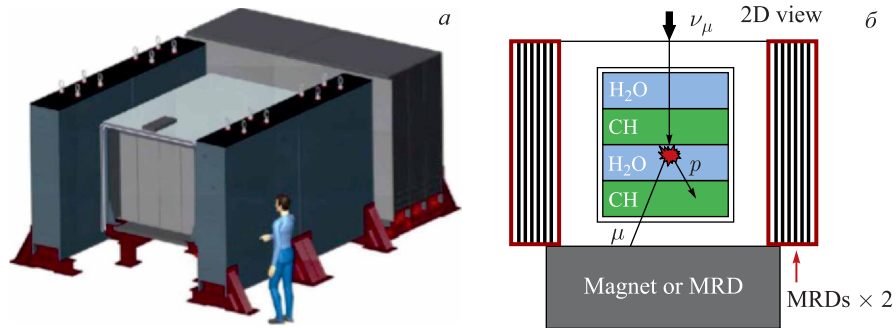 a
ν_μ
2D view
б
H₂O
CH
H₂O
p
CH
μ
Magnet or MRD
MRDs × 2